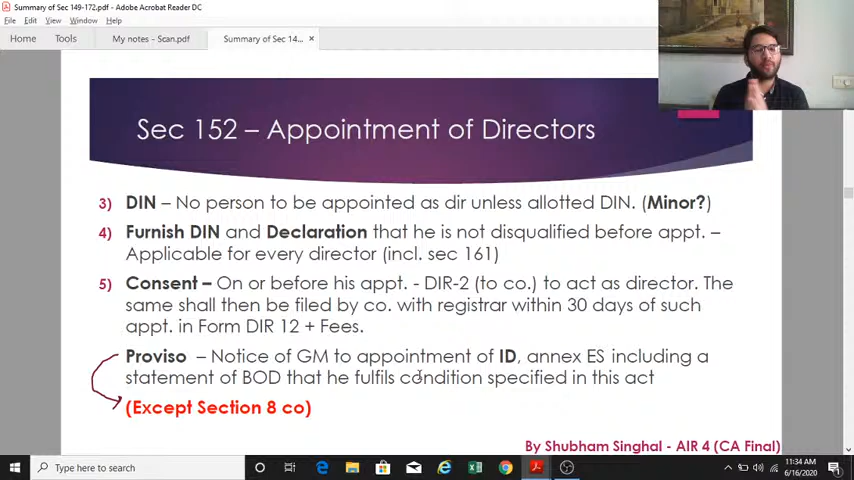 Summary of Sec 149-172.pdf - Adobe Acrobat Reader DC
File Edit View Window Help
Home Tools My notes - Scan.pdf Summary of Sec 14... ×
Sec 152 – Appointment of Directors
3) DIN – No person to be appointed as dir unless allotted DIN. (Minor?)
4) Furnish DIN and Declaration that he is not disqualified before appt. –
Applicable for every director (incl. sec 161)
5) Consent – On or before his appt. - DIR-2 (to co.) to act as director. The
same shall then be filed by co. with registrar within 30 days of such
appt. in Form DIR 12 + Fees.
Proviso – Notice of GM to appointment of ID, annex ES including a
statement of BOD that he fulfils condition specified in this act
(Except Section 8 co)
By Shubham Singhal - AIR 4 (CA Final)
Type here to search
11:34 AM
6/16/2020